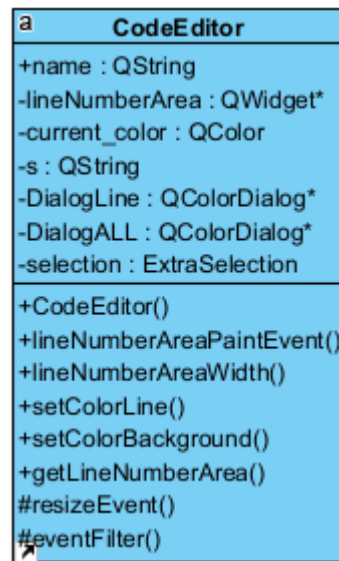 a
CodeEditor
+name : QString
-lineNumberArea : QWidget*
-current_color : QColor
-s : QString
-DialogLine : QColorDialog*
-DialogALL : QColorDialog*
-selection : ExtraSelection
+CodeEditor()
+lineNumberAreaPaintEvent()
+lineNumberAreaWidth()
+setColorLine()
+setColorBackground()
+getLineNumberArea()
#resizeEvent()
#eventFilter()